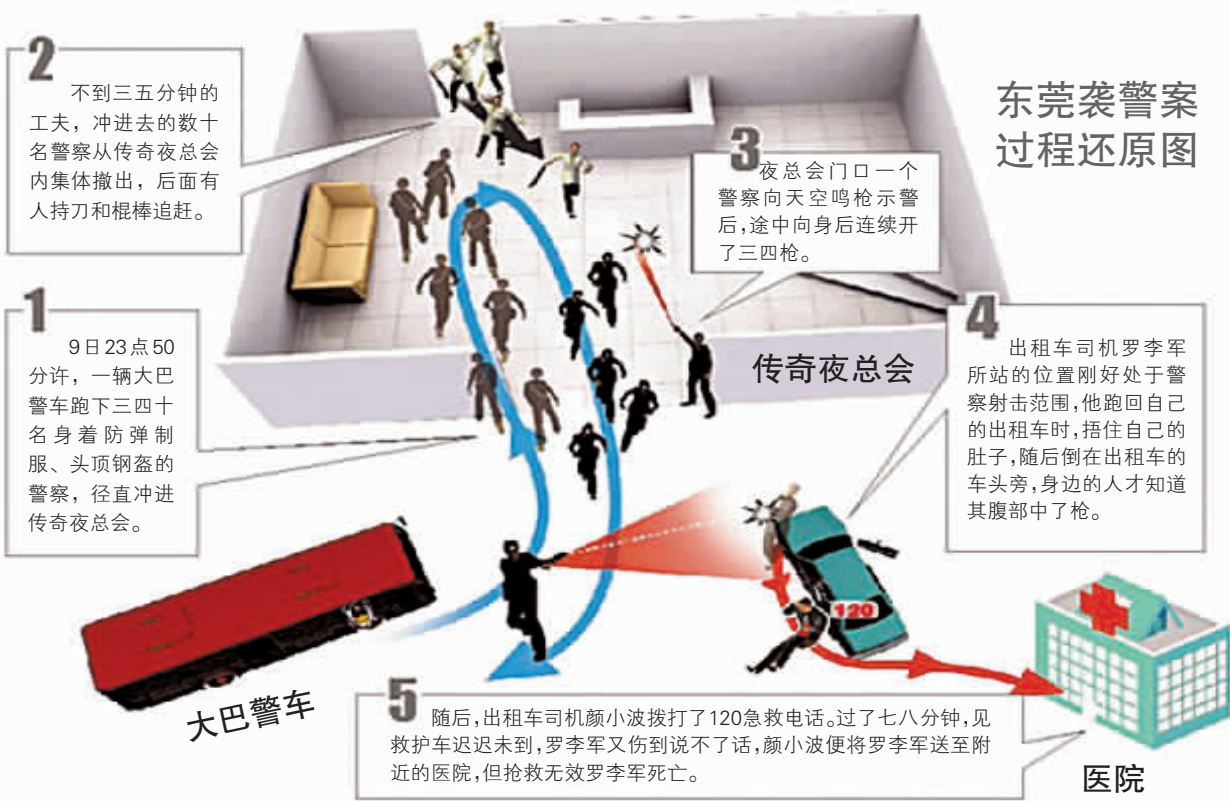 东莞袭警案
过程还原图
2
不到三五分钟的
工夫，冲进去的数十
名警察从传奇夜总会
内集体撤出，后面有
人持刀和棍棒追赶。
3
夜总会门口一个
警察向天空鸣枪示警
后，途中向身后连续开
了三四枪。
1
9日23点50
分许，一辆大巴
警车跑下三四十
名身着防弹制
服、头顶钢盔的
警察，径直冲进
传奇夜总会。
传奇夜总会
4
出租车司机罗李军
所站的位置刚好处于警
察射击范围，他跑回自己
的出租车时，捂住自己的
肚子，随后倒在出租车的
车头旁，身边的人才知道
其腹部中了枪。
120
大巴警车
5
随后，出租车司机颜小波拨打了120急救电话。过了七八分钟，见
救护车迟迟未到，罗李军又伤到说不了话，颜小波便将罗李军送至附
近的医院，但抢救无效罗李军死亡。
医院